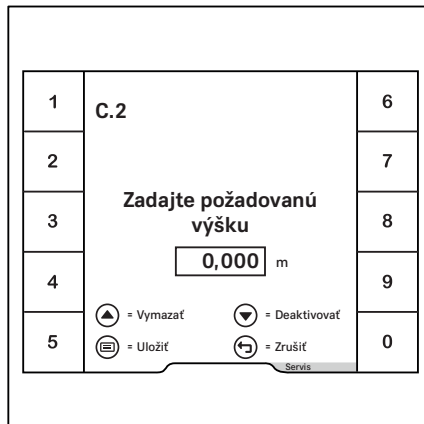 1
6
C.2
2
7
Zadajte požadovanú
výšku
3
8
0,000 m
4
9
= Vymazať
= Deaktivovať
5
= Uložiť
= Zrušiť
0
Servis